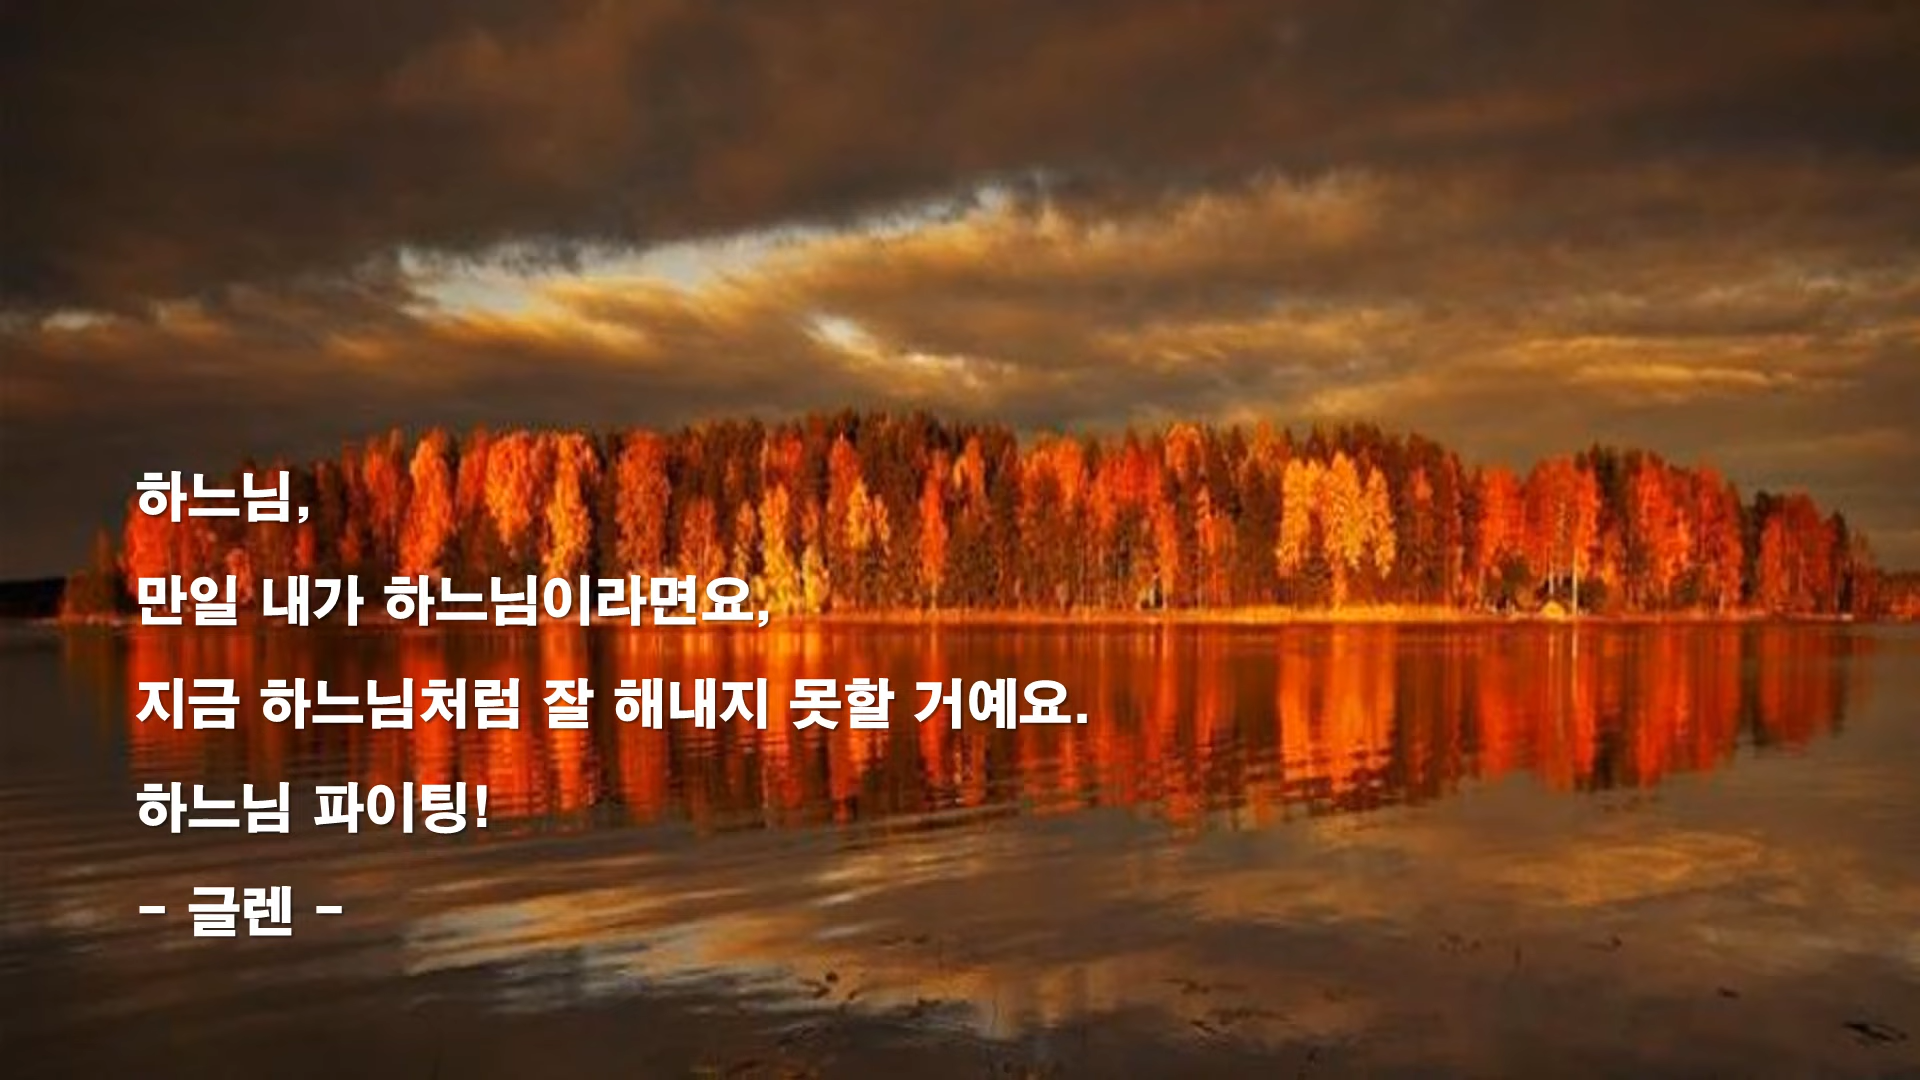 하느님,
만일 내가 하느님이라면요,
지금 하느님처럼 잘 해내지 못할 거예요.
하느님 파이팅!
- 글렌 -